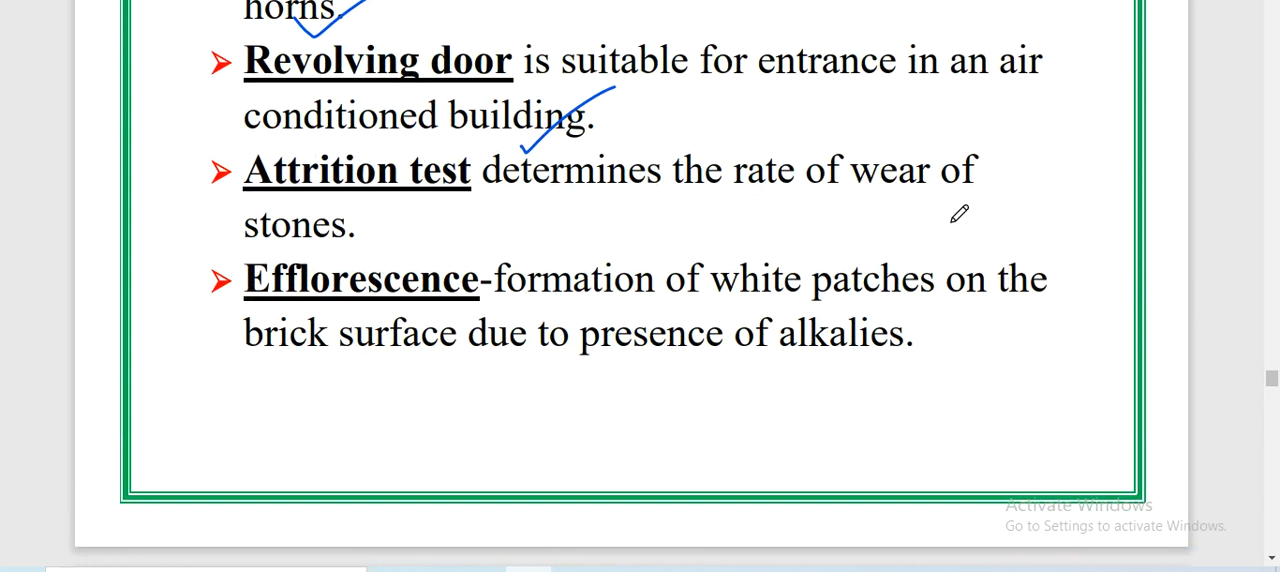 horns.
➢ Revolving door is suitable for entrance in an air
conditioned building.
➢ Attrition test determines the rate of wear of
stones.
➢ Efflorescence-formation of white patches on the
brick surface due to presence of alkalies.
Activate Windows
Go to Settings to activate Windows.